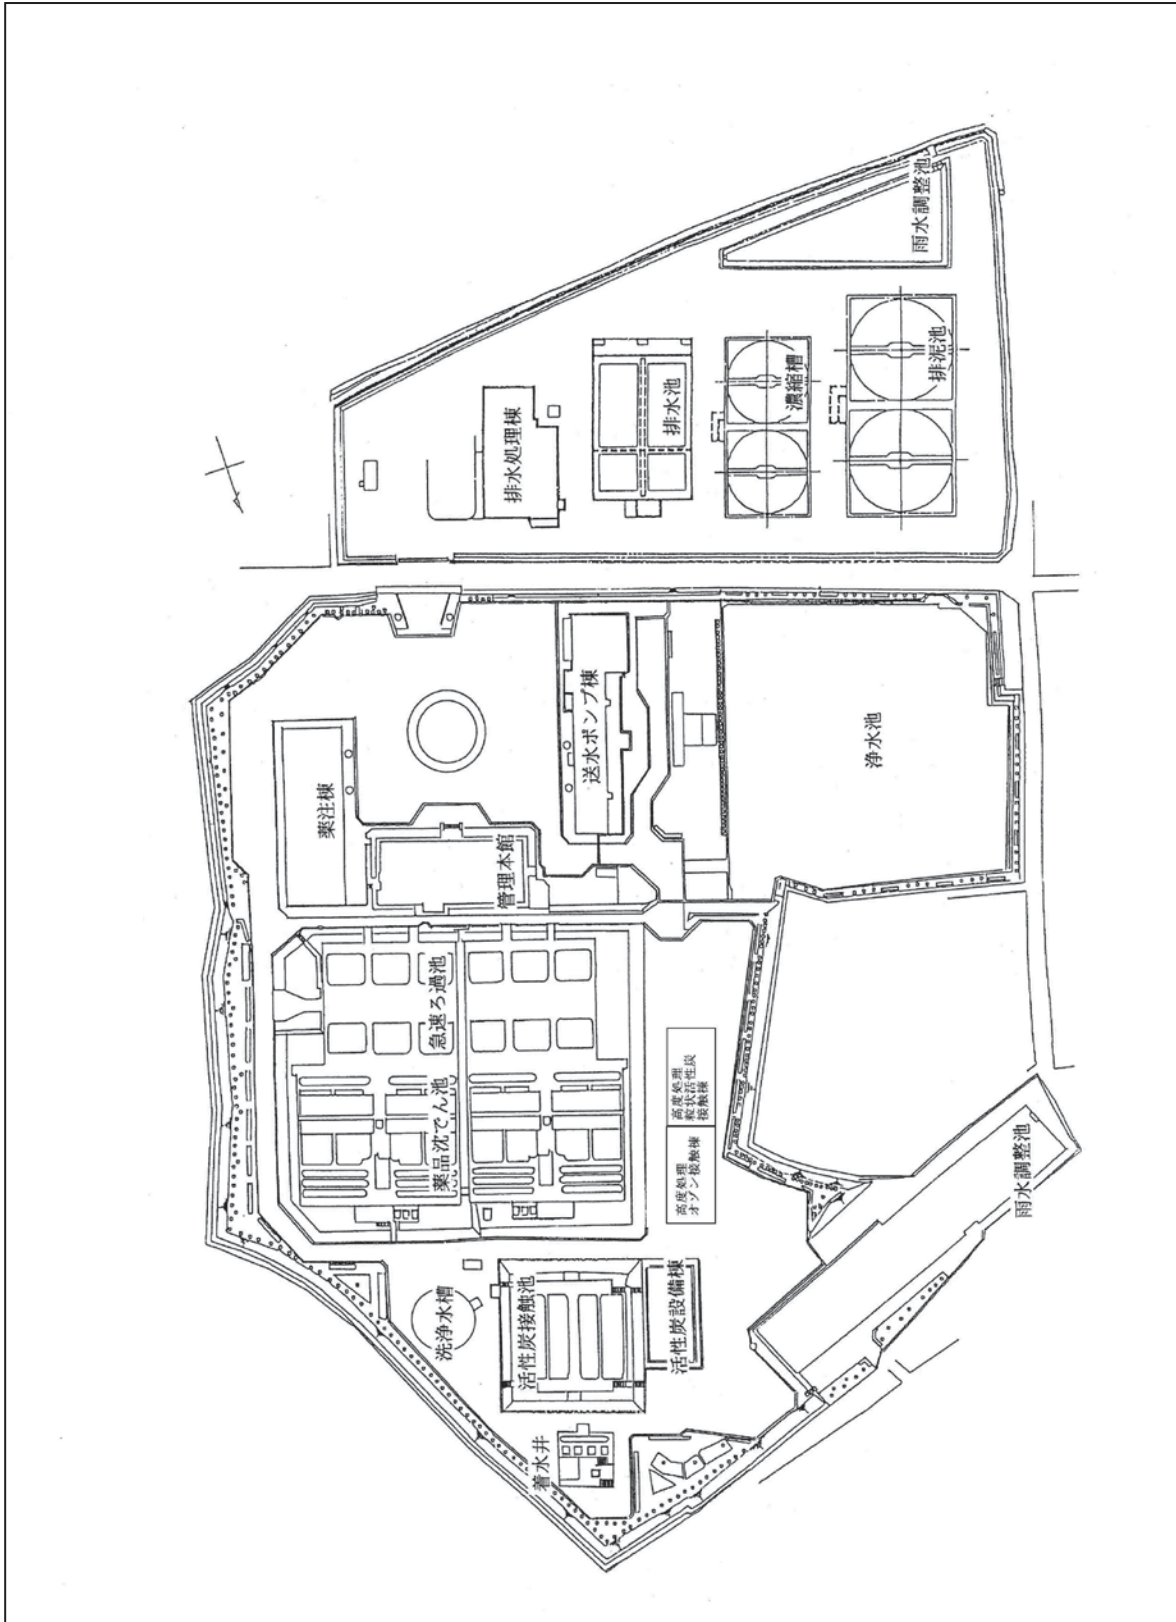 着水井
活性炭接触池
活性炭設備棟
洗浄水槽
雨水調整池
高度処理
オゾン接触棟
高度処理
粒状活性炭
接触棟
薬品沈でん池
急速ろ過池
管理本館
薬注棟
送水ポンプ棟
浄水池
排水処理棟
排水池
濃縮槽
排泥池
雨水調整池